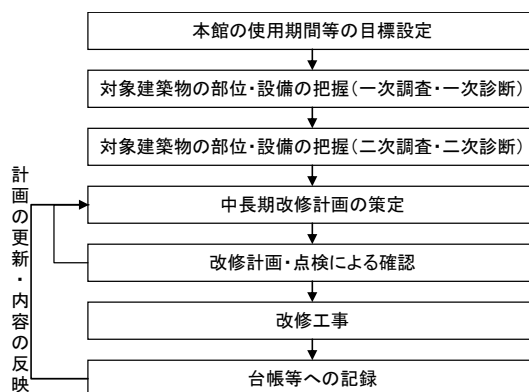 本館の使用期間等の目標設定
対象建築物の部位・設備の把握(一次調査・一次診断)
対象建築物の部位・設備の把握(二次調査・二次診断)
中長期改修計画の策定
改修計画・点検による確認
改修工事
台帳等への記録
計画の更新・内容の反映